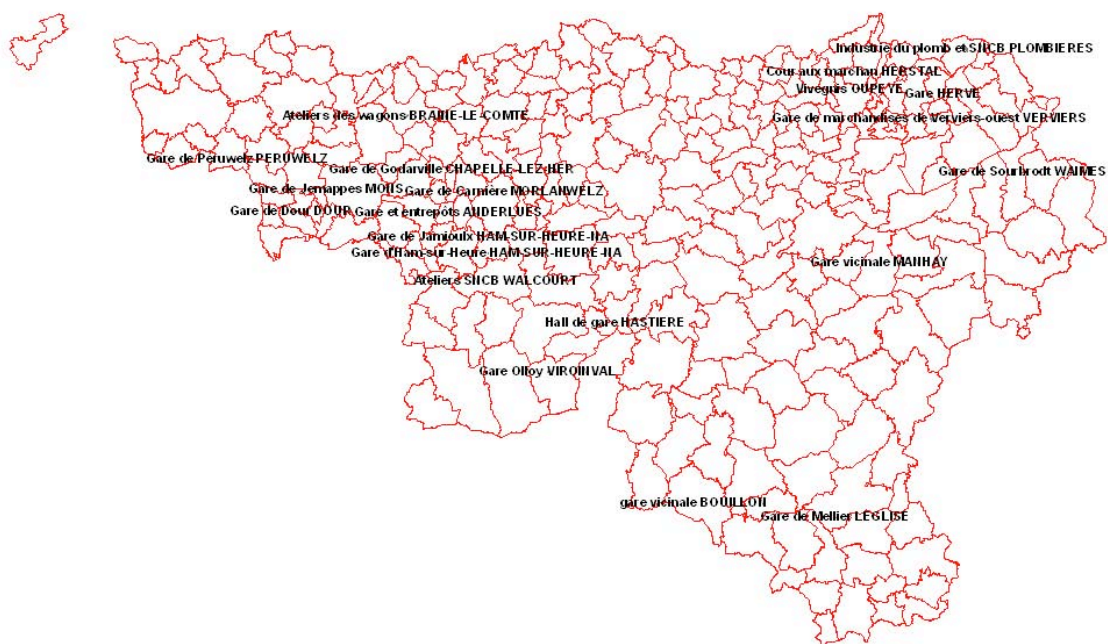 Industrie du plomb et SNCB PLOMBIERES
Cour aux marchan HERSTAL
Vivegnis OUPEYE
Gare HERVE
Ateliers des wagons BRAINE-LE-COMTE
Gare de marchandises de Verviers-ouest VERVIERS
Gare de Péruwelz PERUWELZ
Gare de Godarville CHAPELLE-LEZ-HER
Gare de Sourbrodt WAIMES
Gare de Jemappes MONS
Gare de Carnière MORLANWELZ
Gare de Dour DOUR
Gare et entrepôts ANDERLUES
Gare de Jamioulx HAM-SUR-HEURE-NA
Gare d'Ham-sur-Heure HAM-SUR-HEURE-NA
Gare vicinale MANHAY
Ateliers SNCB WALCOURT
Hall de gare HASTIERE
Gare Olloy VIROINVAL
gare vicinale BOUILLON
Gare de Mellier LEGLISE